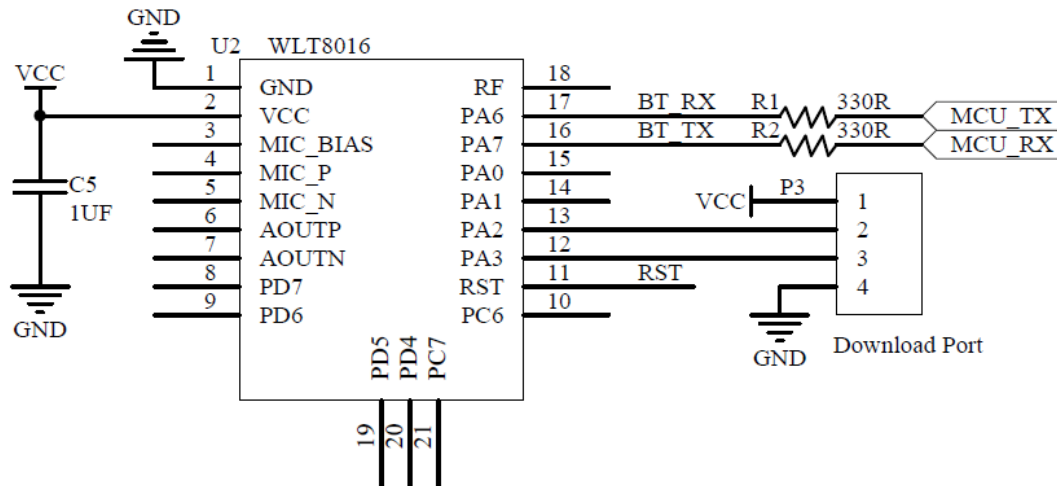 GND
U2 WLT8016
VCC
1 GND RF 18
2 VCC PA6 17 BT_RX R1 330R MCU_TX
3 MIC_BIAS PA7 16 BT_TX R2 330R MCU_RX
4 MIC_P PA0 15
5 MIC_N PA1 14 VCC P3 1
6 AOUTP PA2 13 2
7 AOUTN PA3 12 3
8 PD7 RST 11 RST 4
9 PD6 PC6 10
C5
1UF
GND
GND
Download Port
PD5 PD4 PC7
19 20 21